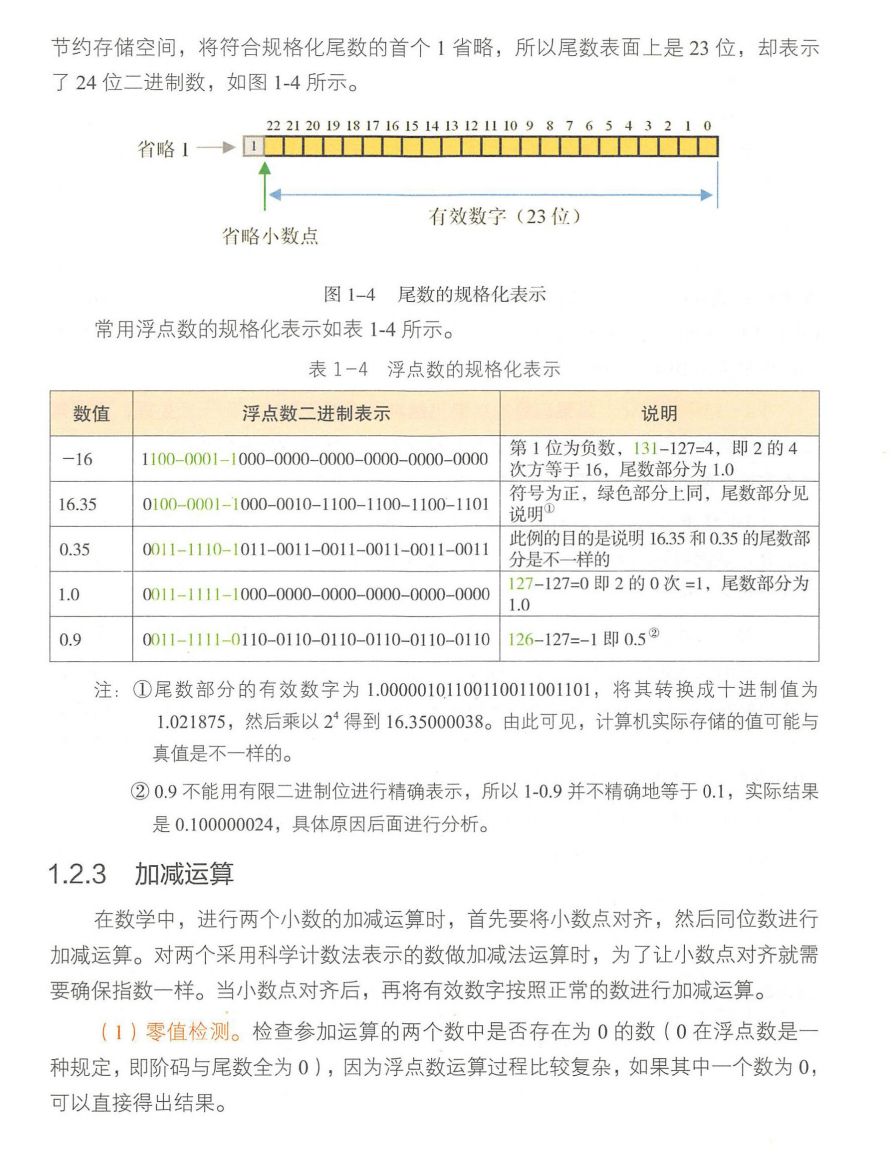 节约存储空间，将符合规格化尾数的首个 1 省略，所以尾数表面上是 23 位，却表示
了 24 位二进制数，如图 1-4 所示。
22 21 20 19 18 17 16 15 14 13 12 11 10 9 8 7 6 5 4 3 2 1 0
省略 1
1
有效数字（23 位）
省略小数点
图 1-4 尾数的规格化表示
常用浮点数的规格化表示如表 1-4 所示。
表 1-4 浮点数的规格化表示
数值 浮点数二进制表示 说明
-16 1100-0001-1000-0000-0000-0000-0000-0000 第 1 位为负数，131-127=4，即 2 的 4
次方等于 16，尾数部分为 1.0
16.35 0100-0001-1000-0010-1100-1100-1100-1101 符号为正，绿色部分上同，尾数部分见
说明①
0.35 0011-1110-1011-0011-0011-0011-0011-0011 此例的目的是说明 16.35 和 0.35 的尾数部
分是不一样的
1.0 0011-1111-1000-0000-0000-0000-0000-0000 127-127=0 即 2 的 0 次 =1，尾数部分为
1.0
0.9 0011-1111-0110-0110-0110-0110-0110-0110 126-127=-1 即 0.5②
注：①尾数部分的有效数字为 1.00000101100110011001101，将其转换成十进制值为
1.021875，然后乘以 2⁴ 得到 16.35000038。由此可见，计算机实际存储的值可能与
真值是不一样的。
② 0.9 不能用有限二进制位进行精确表示，所以 1-0.9 并不精确地等于 0.1，实际结果
是 0.100000024，具体原因后面进行分析。
1.2.3 加减运算
在数学中，进行两个小数的加减运算时，首先要将小数点对齐，然后同位数进行
加减运算。对两个采用科学计数法表示的数做加减法运算时，为了让小数点对齐就需
要确保指数一样。当小数点对齐后，再将有效数字按照正常的数进行加减运算。
（1）零值检测。检查参加运算的两个数中是否存在为 0 的数（0 在浮点数是一
种规定，即阶码与尾数全为 0），因为浮点数运算过程比较复杂，如果其中一个数为 0，
可以直接得出结果。